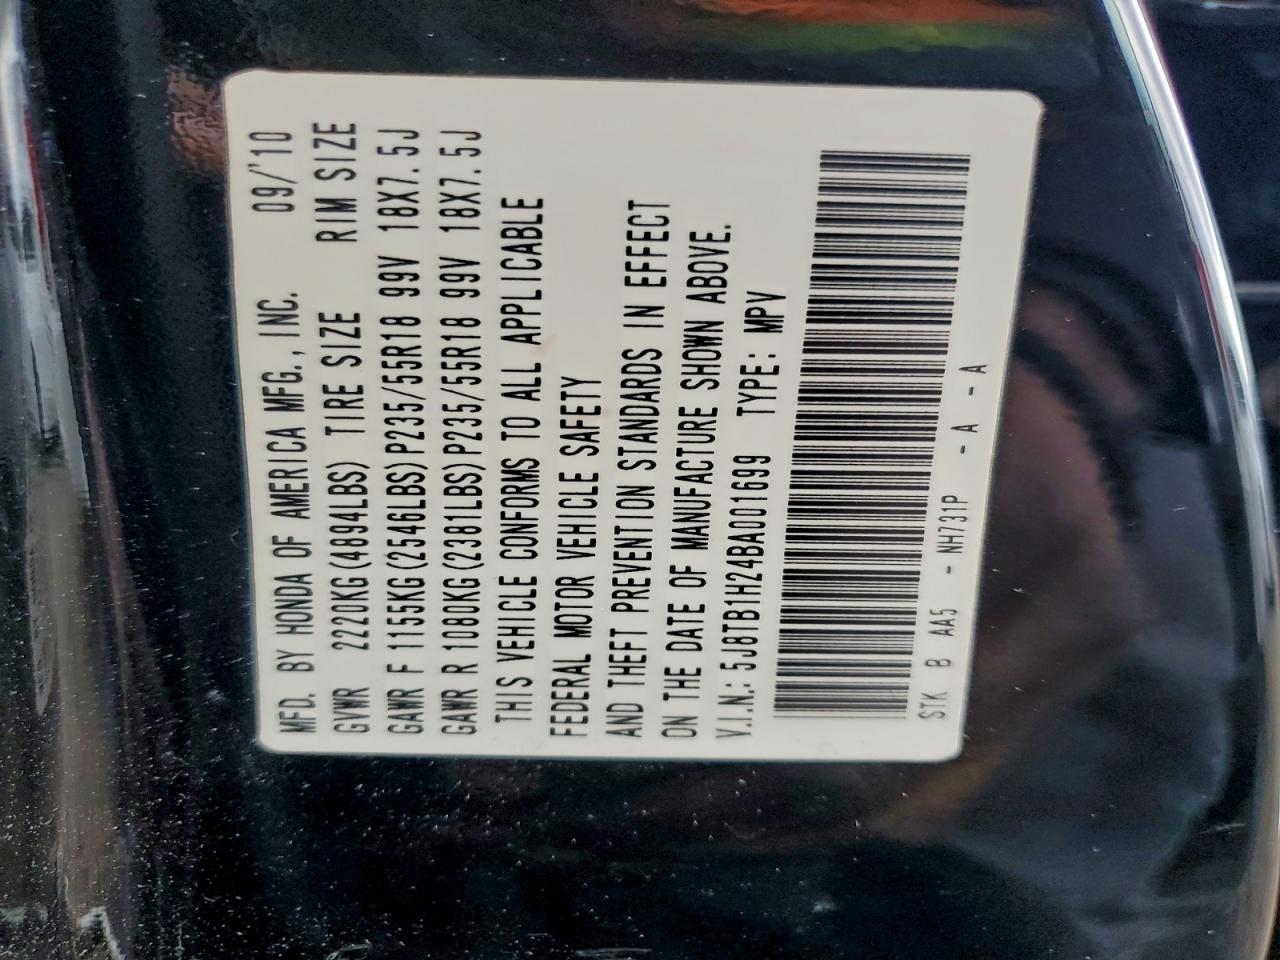 MFD. BY HONDA OF AMERICA MFG., INC. 09/'10
GVWR 2220KG(4894LBS) TIRE SIZE RIM SIZE
GAWR F 1155KG(2546LBS)P235/55R18 99V 18X7.5J
GAWR R 1080KG(2381LBS)P235/55R18 99V 18X7.5J
THIS VEHICLE CONFORMS TO ALL APPLICABLE
FEDERAL MOTOR VEHICLE SAFETY
AND THEFT PREVENTION STANDARDS IN EFFECT
ON THE DATE OF MANUFACTURE SHOWN ABOVE.
V.I.N.: 5J8TB1H24BA001699 TYPE: MPV
STK B AA5 - NH731P - A - A